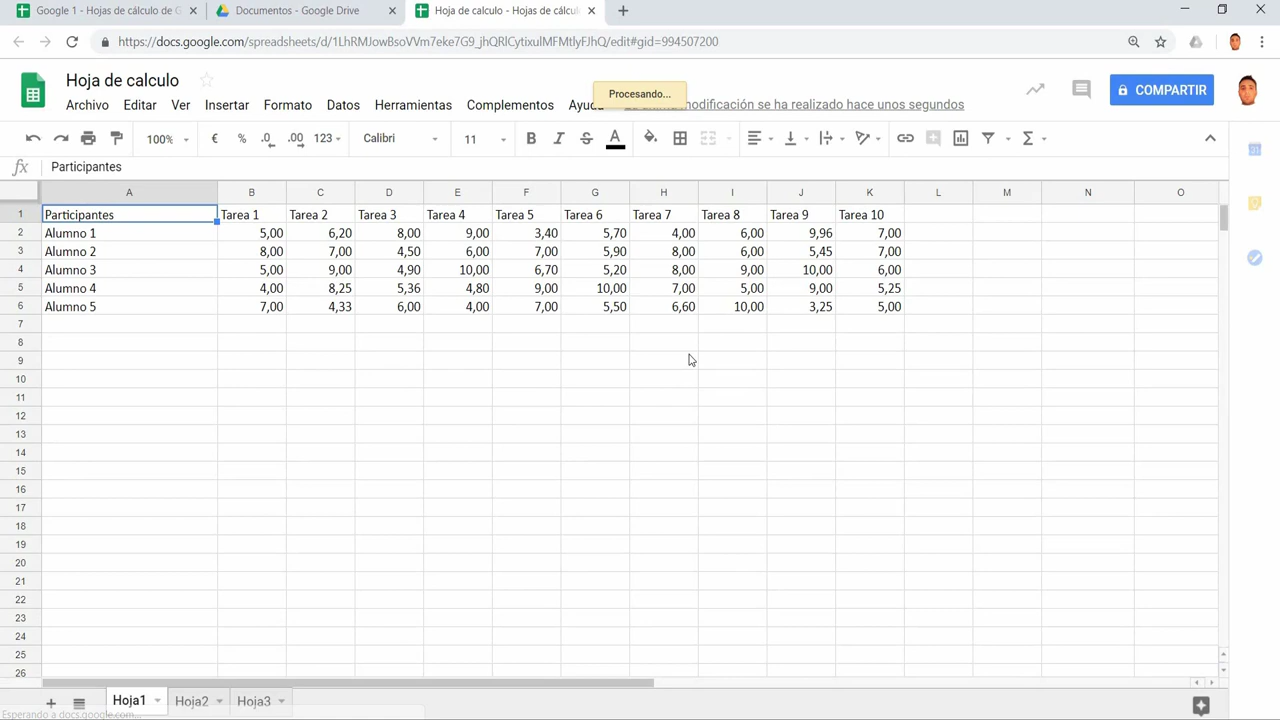 Google 1 - Hojas de cálculo de G
Documentos - Google Drive
Hoja de calculo - Hojas de cálcul
https://docs.google.com/spreadsheets/d/1LhRMJowBsoVVm7eke7G9_jhQRlCytixulMFMtlyFJhQ/edit#gid=994507200
Hoja de calculo
Procesando...
Archivo Editar Ver Insertar Formato Datos Herramientas Complementos Ayuda modificación se ha realizado hace unos segundos
COMPARTIR
100% € % .0 .00 123 Calibri 11 B I S A Σ
fx Participantes
A B C D E F G H I J K L M N O
1 Participantes Tarea 1 Tarea 2 Tarea 3 Tarea 4 Tarea 5 Tarea 6 Tarea 7 Tarea 8 Tarea 9 Tarea 10
2 Alumno 1 5,00 6,20 8,00 9,00 3,40 5,70 4,00 6,00 9,96 7,00
3 Alumno 2 8,00 7,00 4,50 6,00 7,00 5,90 8,00 6,00 5,45 7,00
4 Alumno 3 5,00 9,00 4,90 10,00 6,70 5,20 8,00 9,00 10,00 6,00
5 Alumno 4 4,00 8,25 5,36 4,80 9,00 10,00 7,00 5,00 9,00 5,25
6 Alumno 5 7,00 4,33 6,00 4,00 7,00 5,50 6,60 10,00 3,25 5,00
7
8
9
10
11
12
13
14
15
16
17
18
19
20
21
22
23
24
25
26
Hoja1 Hoja2 Hoja3
Esperando a docs.google.com...